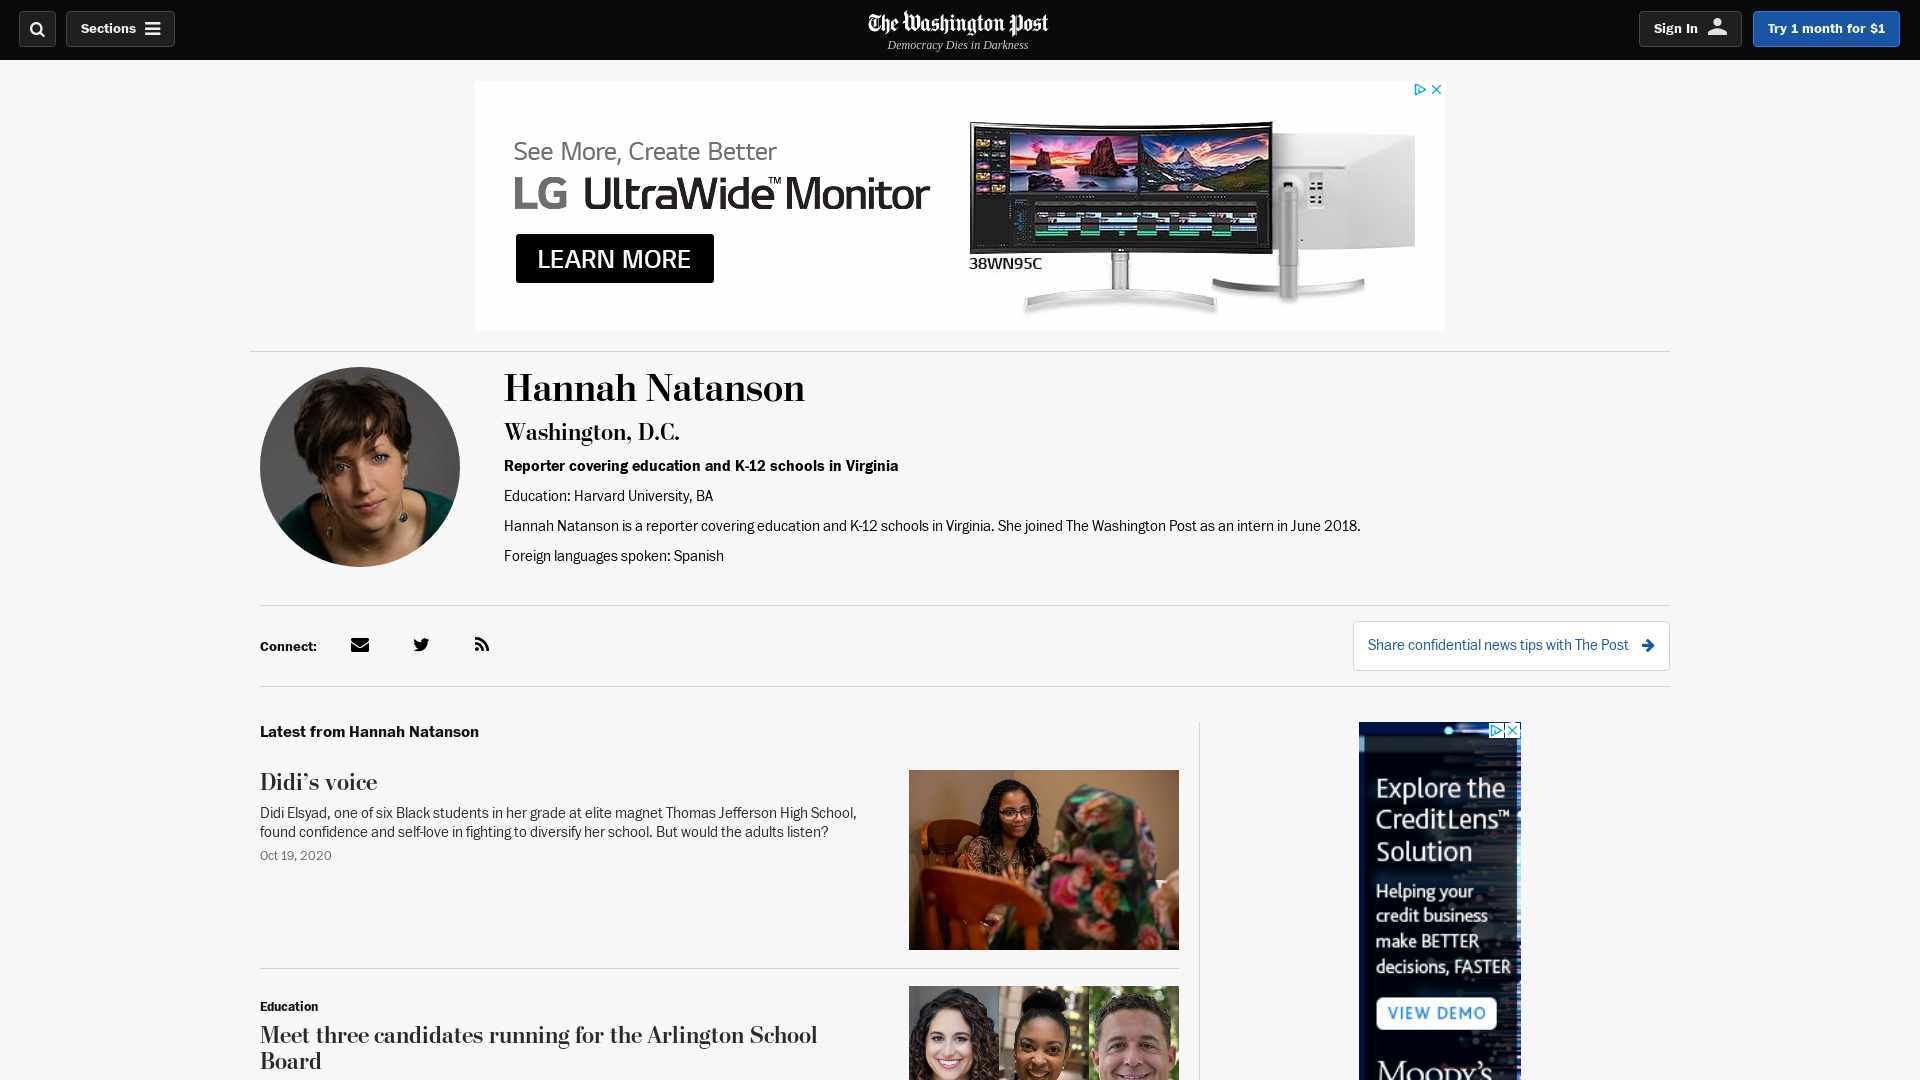 Sections
The Washington Post
Democracy Dies in Darkness
Sign In
Try 1 month for $1
See More, Create Better
LG UltraWide™ Monitor
LEARN MORE
38WN95C
Hannah Natanson
Washington, D.C.
Reporter covering education and K-12 schools in Virginia
Education: Harvard University, BA
Hannah Natanson is a reporter covering education and K-12 schools in Virginia. She joined The Washington Post as an intern in June 2018.
Foreign languages spoken: Spanish
Connect:
Share confidential news tips with The Post
Latest from Hannah Natanson
Didi’s voice
Didi Elsyad, one of six Black students in her grade at elite magnet Thomas Jefferson High School,
found confidence and self-love in fighting to diversify her school. But would the adults listen?
Oct 19, 2020
Education
Meet three candidates running for the Arlington School
Board
Explore the
CreditLens™
Solution
Helping your
credit business
make BETTER
decisions, FASTER
VIEW DEMO
Moody's